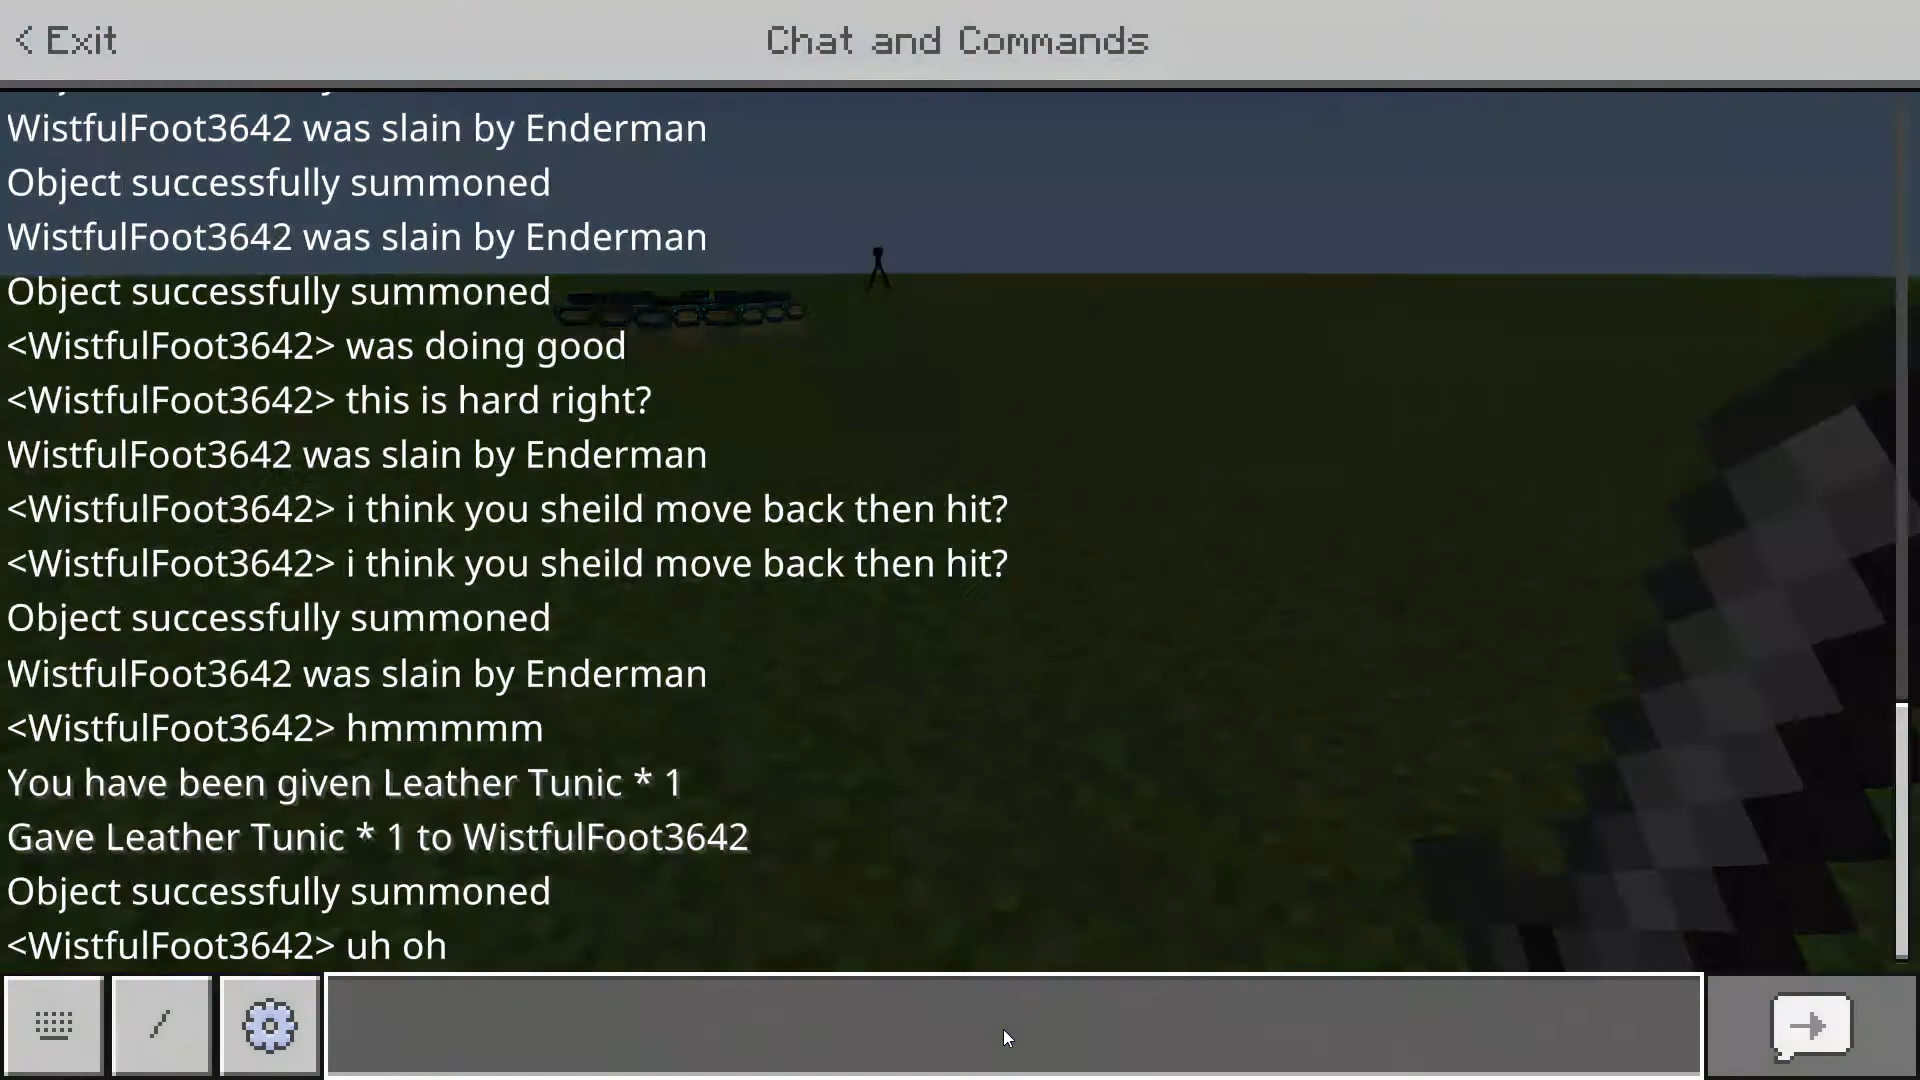 < Exit
Chat and Commands
WistfulFoot3642 was slain by Enderman
Object successfully summoned
WistfulFoot3642 was slain by Enderman
Object successfully summoned
<WistfulFoot3642> was doing good
<WistfulFoot3642> this is hard right?
WistfulFoot3642 was slain by Enderman
<WistfulFoot3642> i think you sheild move back then hit?
<WistfulFoot3642> i think you sheild move back then hit?
Object successfully summoned
WistfulFoot3642 was slain by Enderman
<WistfulFoot3642> hmmmmm
You have been given Leather Tunic * 1
Gave Leather Tunic * 1 to WistfulFoot3642
Object successfully summoned
<WistfulFoot3642> uh oh
/